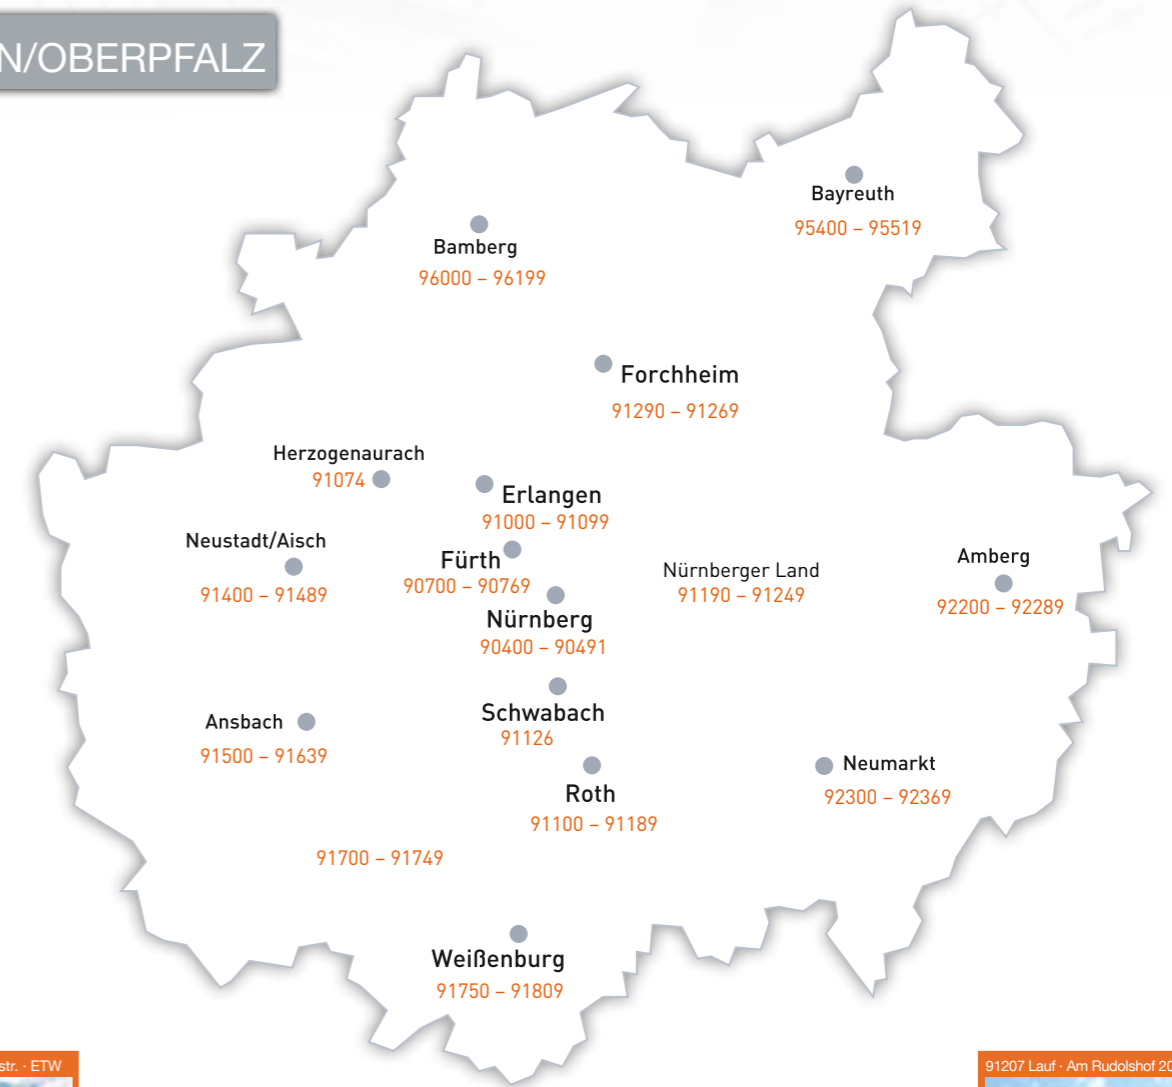 N/OBERPFALZ
Bayreuth
95400 – 95519
Bamberg
96000 – 96199
Forchheim
91290 – 91269
Herzogenaurach
91074
Erlangen
91000 – 91099
Neustadt/Aisch
91400 – 91489
Fürth
90700 – 90769
Nürnberger Land
91190 – 91249
Amberg
92200 – 92289
Nürnberg
90400 – 90491
Schwabach
91126
Ansbach
91500 – 91639
Neumarkt
92300 – 92369
Roth
91100 – 91189
91700 – 91749
Weißenburg
91750 – 91809
str. · ETW
91207 Lauf · Am Rudolshof 20